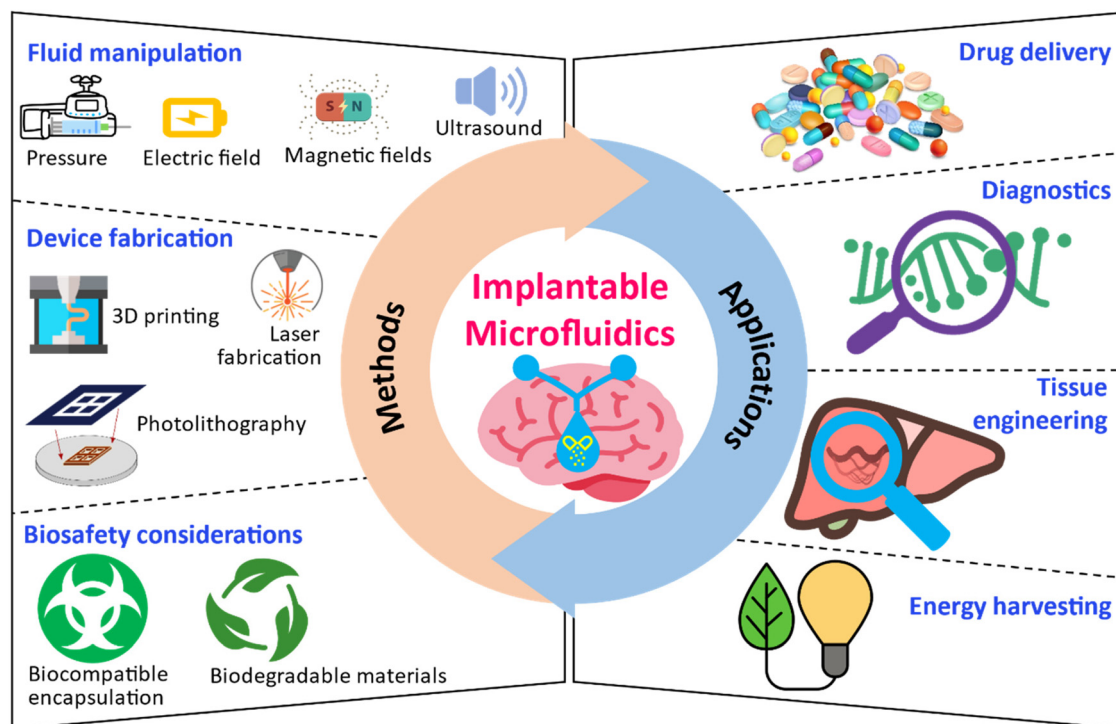 Fluid manipulation
Pressure
Electric field
S N
Magnetic fields
Ultrasound
Device fabrication
3D printing
Laser
fabrication
Photolithography
Biosafety considerations
Biocompatible
encapsulation
Biodegradable materials
Methods
Implantable
Microfluidics
Applications
Drug delivery
Diagnostics
Tissue
engineering
Energy harvesting